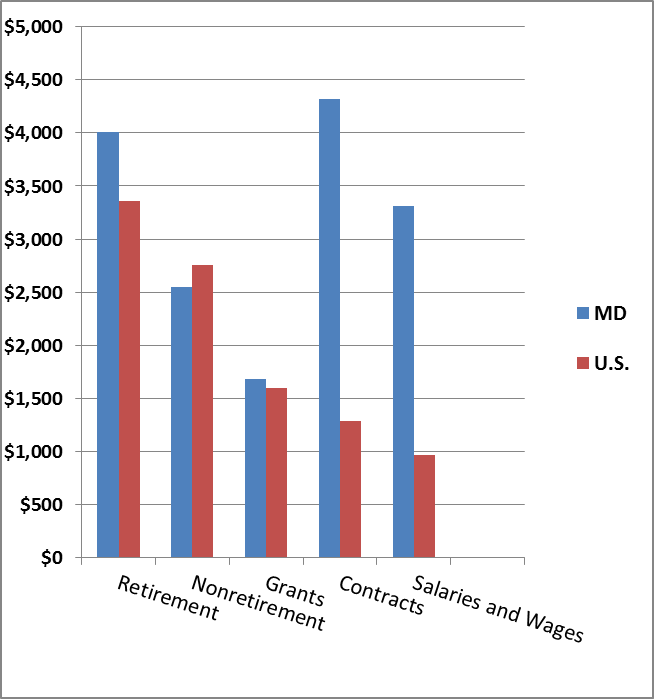 $5,000
$4,500
$4,000
$3,500
$3,000
$2,500
$2,000
$1,500
$1,000
$500
$0
Retirement
Nonretirement
Grants
Contracts
Salaries and Wages
MD
U.S.